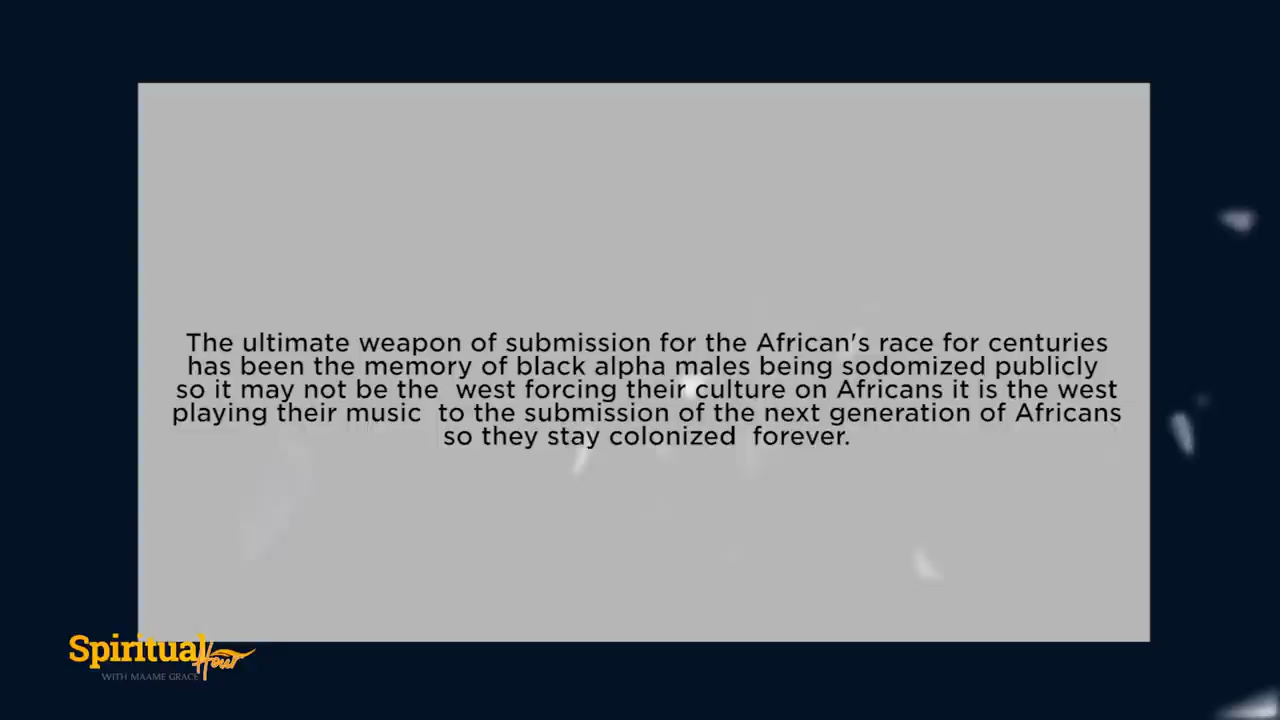 The ultimate weapon of submission for the African's race for centuries
has been the memory of black alpha males being sodomized publicly
so it may not be the west forcing their culture on Africans it is the west
playing their music to the submission of the next generation of Africans
so they stay colonized forever.
Spiritual Hour
WITH MAAME GRACE